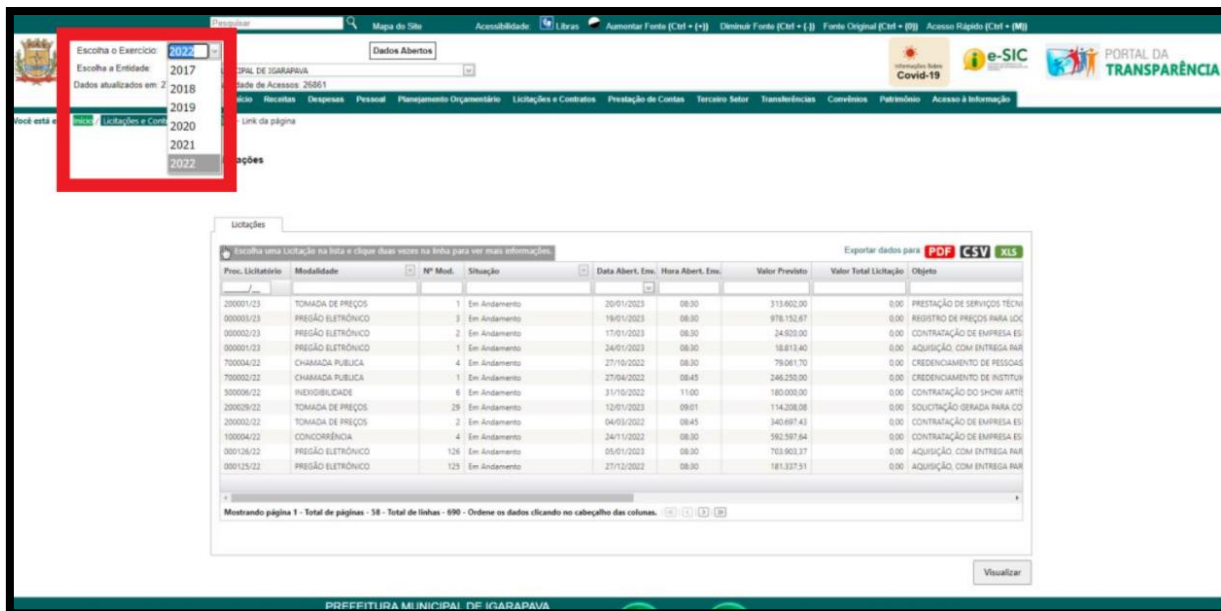 Pesquisar Mapa do Site Acessibilidade: Libras Aumentar Fonte (Ctrl + (+)) Diminuir Fonte (Ctrl + (-)) Fonte Original (Ctrl + (0)) Acesso Rápido (Ctrl + (M))
Escolha o Exercício: 2022 Dados Abertos
2017
2018
2019
2020
2021
2022
Escolha a Entidade
IPAL DE IGARAPAVA
Dados atualizados em: 2
dade de Acessos: 26861
Informações Sobre
Covid-19
e-SIC
PORTAL DA
TRANSPARÊNCIA
ício Receitas Despesas Pessoal Planejamento Orçamentário Licitações e Contratos Prestação de Contas Terceiro Setor Transferências Convênios Patrimônio Acesso à Informação
Você está e Início / Licitações e Cont - Link da página
ações
Licitações
Escolha uma Licitação na lista e clique duas vezes na linha para ver mais informações. Exportar dados para: PDF CSV XLS
Proc. Licitatório Modalidade Nº Mod. Situação Data Abert. Env. Hora Abert. Env. Valor Previsto Valor Total Licitação Objeto
______/__
200001/23 TOMADA DE PREÇOS 1 Em Andamento 20/01/2023 08:30 313.602,00 0,00 PRESTAÇÃO DE SERVIÇOS TÉCNI
000003/23 PREGÃO ELETRÔNICO 3 Em Andamento 19/01/2023 08:30 978.152,67 0,00 REGISTRO DE PREÇOS PARA LOC
000002/23 PREGÃO ELETRÔNICO 2 Em Andamento 17/01/2023 08:30 24.920,00 0,00 CONTRATAÇÃO DE EMPRESA ES
000001/23 PREGÃO ELETRÔNICO 1 Em Andamento 24/01/2023 08:30 18.813,40 0,00 AQUISIÇÃO, COM ENTREGA PAR
700004/22 CHAMADA PUBLICA 4 Em Andamento 27/10/2022 08:30 79.061,70 0,00 CREDENCIAMENTO DE PESSOAS
700002/22 CHAMADA PUBLICA 1 Em Andamento 27/04/2022 08:45 246.250,00 0,00 CREDENCIAMENTO DE INSTITUI
500006/22 INEXIGIBILIDADE 6 Em Andamento 31/10/2022 11:00 180.000,00 0,00 CONTRATAÇÃO DO SHOW ARTÍS
200029/22 TOMADA DE PREÇOS 29 Em Andamento 12/01/2023 09:01 114.208,08 0,00 SOLICITAÇÃO GERADA PARA CO
200002/22 TOMADA DE PREÇOS 2 Em Andamento 04/03/2022 08:45 340.697,43 0,00 CONTRATAÇÃO DE EMPRESA ES
100004/22 CONCORRÊNCIA 4 Em Andamento 24/11/2022 08:30 592.597,64 0,00 CONTRATAÇÃO DE EMPRESA ES
000126/22 PREGÃO ELETRÔNICO 126 Em Andamento 05/01/2023 08:30 703.903,37 0,00 AQUISIÇÃO, COM ENTREGA PAR
000125/22 PREGÃO ELETRÔNICO 125 Em Andamento 27/12/2022 08:30 181.337,51 0,00 AQUISIÇÃO, COM ENTREGA PAR
Mostrando página 1 - Total de páginas - 58 - Total de linhas - 690 - Ordene os dados clicando no cabeçalho das colunas.
Visualizar
PREFEITURA MUNICIPAL DE IGARAPAVA